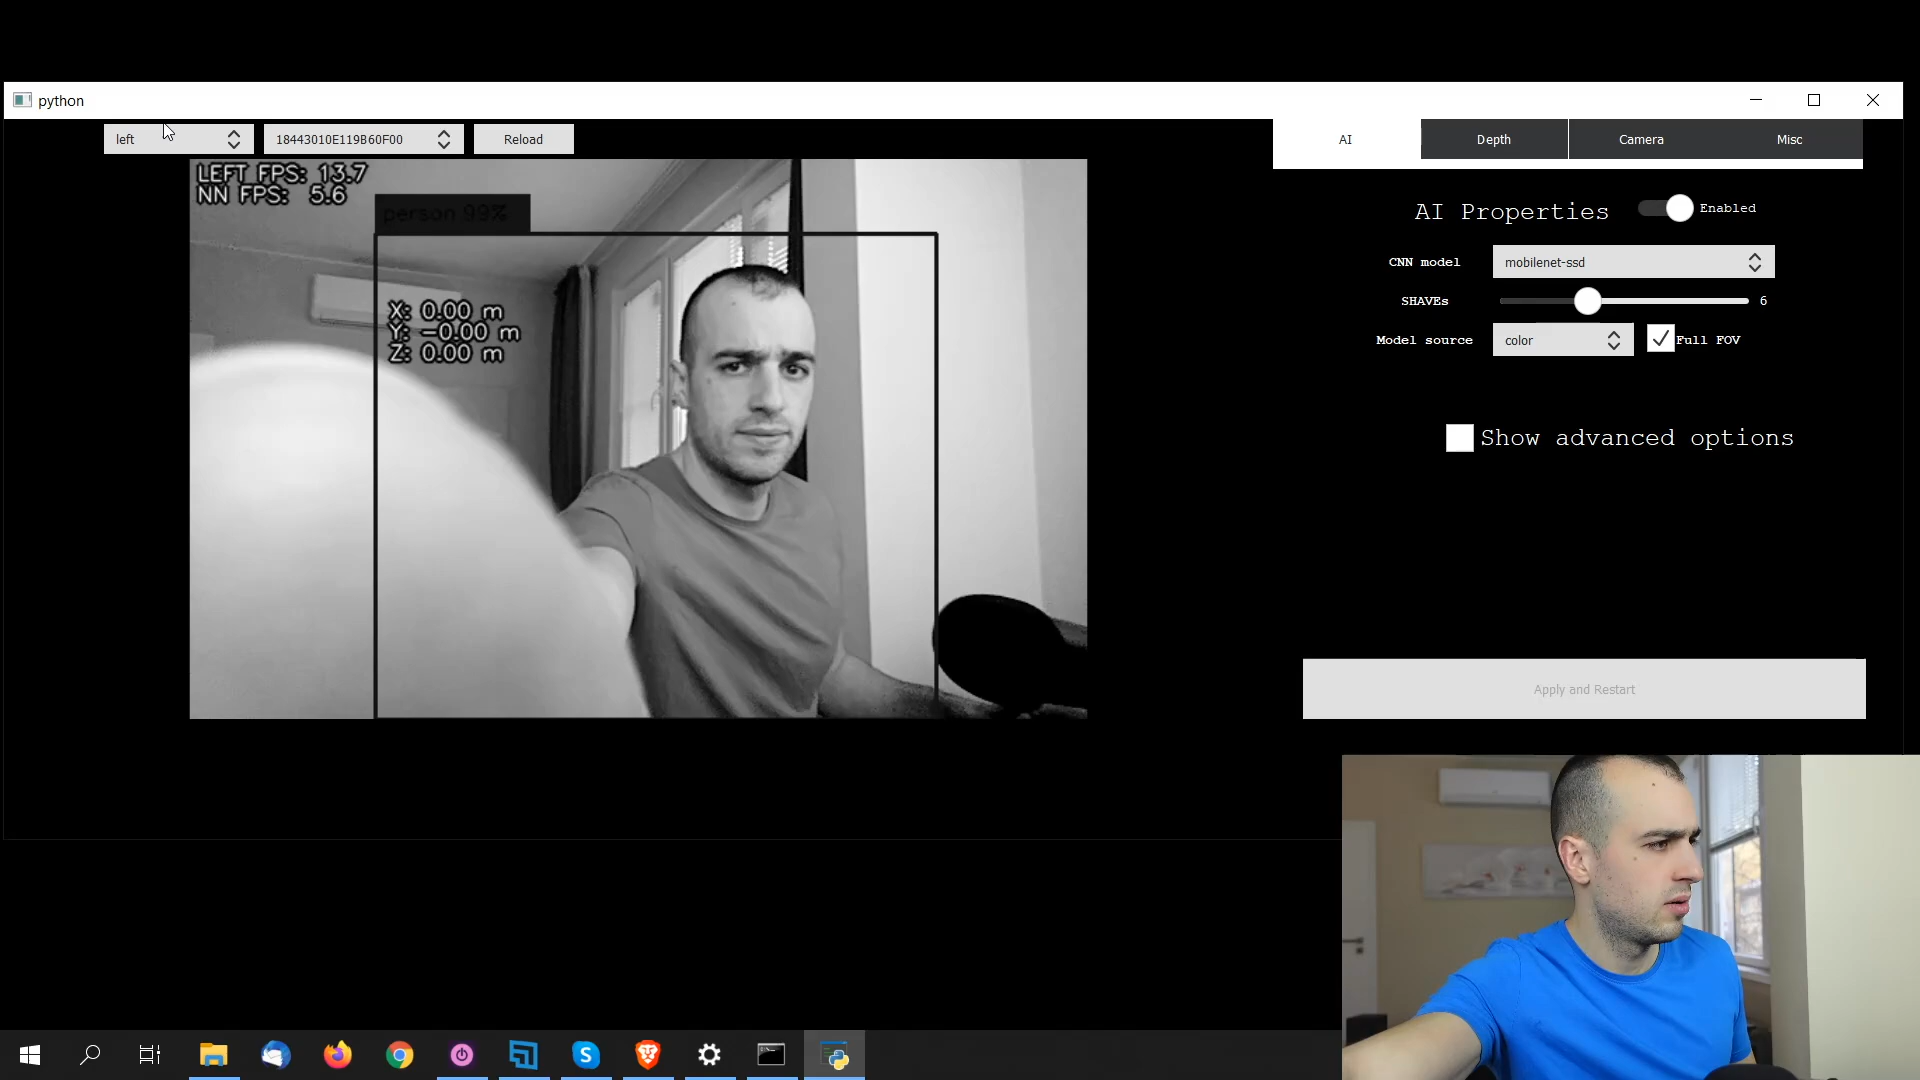 python
left
18443010E119B60F00
Reload
AI
Depth
Camera
Misc
LEFT FPS: 13.7
NN FPS: 5.6
person 99%
X: 0.00 m
Y: -0.00 m
Z: 0.00 m
AI Properties
Enabled
CNN model
mobilenet-ssd
SHAVEs
6
Model source
color
Full FOV
Show advanced options
Apply and Restart